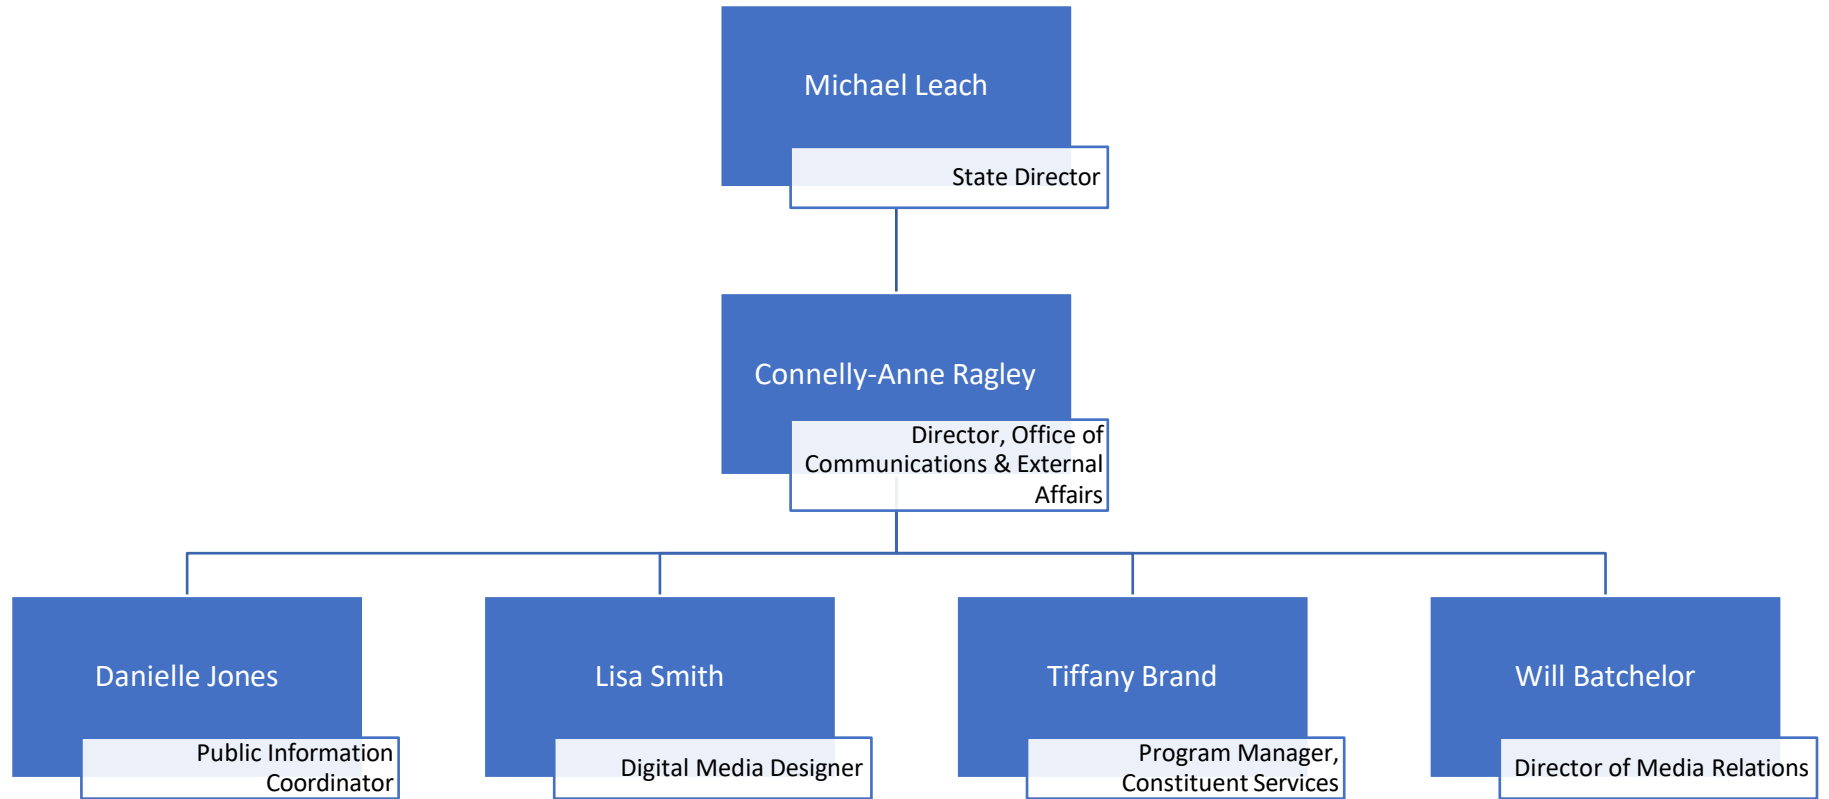 Michael Leach
State Director
Connelly-Anne Ragley
Director, Office of
Communications & External
Affairs
Danielle Jones
Public Information
Coordinator
Lisa Smith
Digital Media Designer
Tiffany Brand
Program Manager,
Constituent Services
Will Batchelor
Director of Media Relations